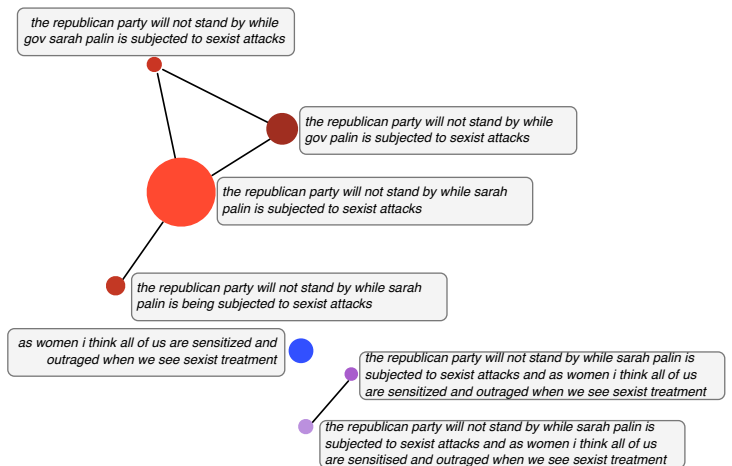 the republican party will not stand by while
gov sarah palin is subjected to sexist attacks
the republican party will not stand by while
gov palin is subjected to sexist attacks
the republican party will not stand by while sarah
palin is subjected to sexist attacks
the republican party will not stand by while sarah
palin is being subjected to sexist attacks
as women i think all of us are sensitized and
outraged when we see sexist treatment
the republican party will not stand by while sarah palin is
subjected to sexist attacks and as women i think all of us
are sensitized and outraged when we see sexist treatment
the republican party will not stand by while sarah palin is
subjected to sexist attacks and as women i think all of us
are sensitised and outraged when we see sexist treatment